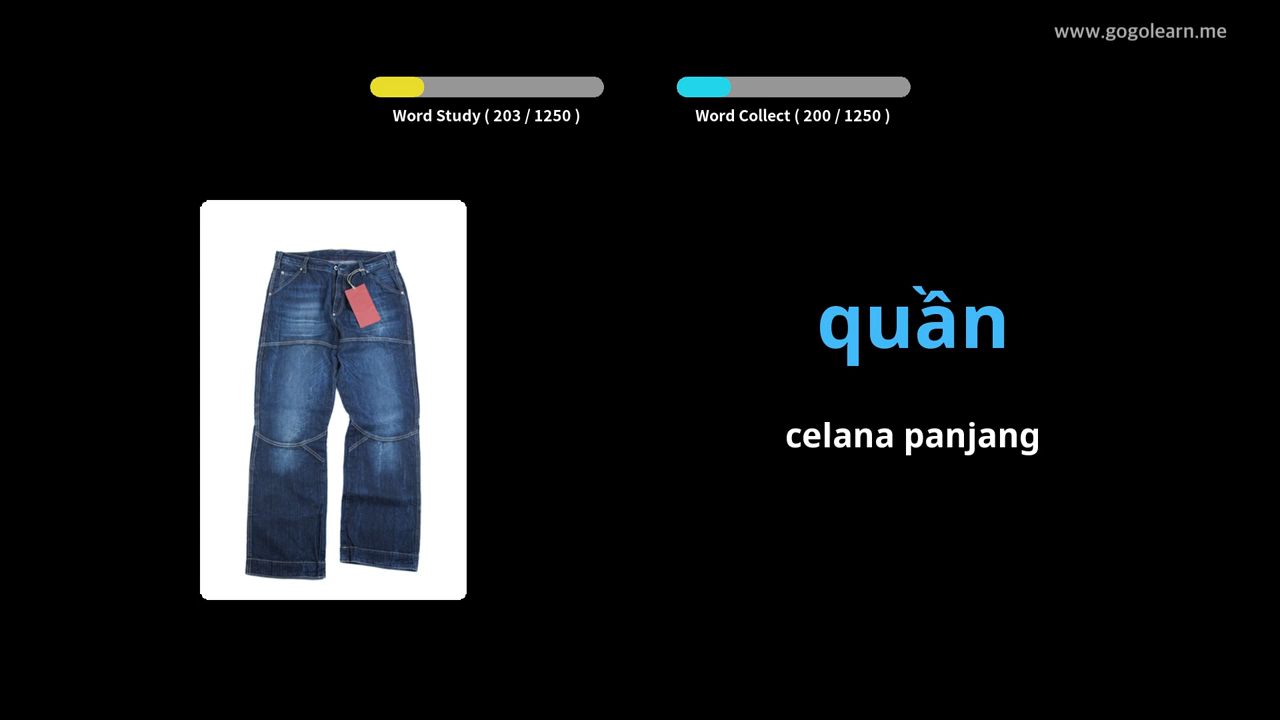 www.gogolearn.me
Word Study ( 203 / 1250 )
Word Collect ( 200 / 1250 )
quần
celana panjang